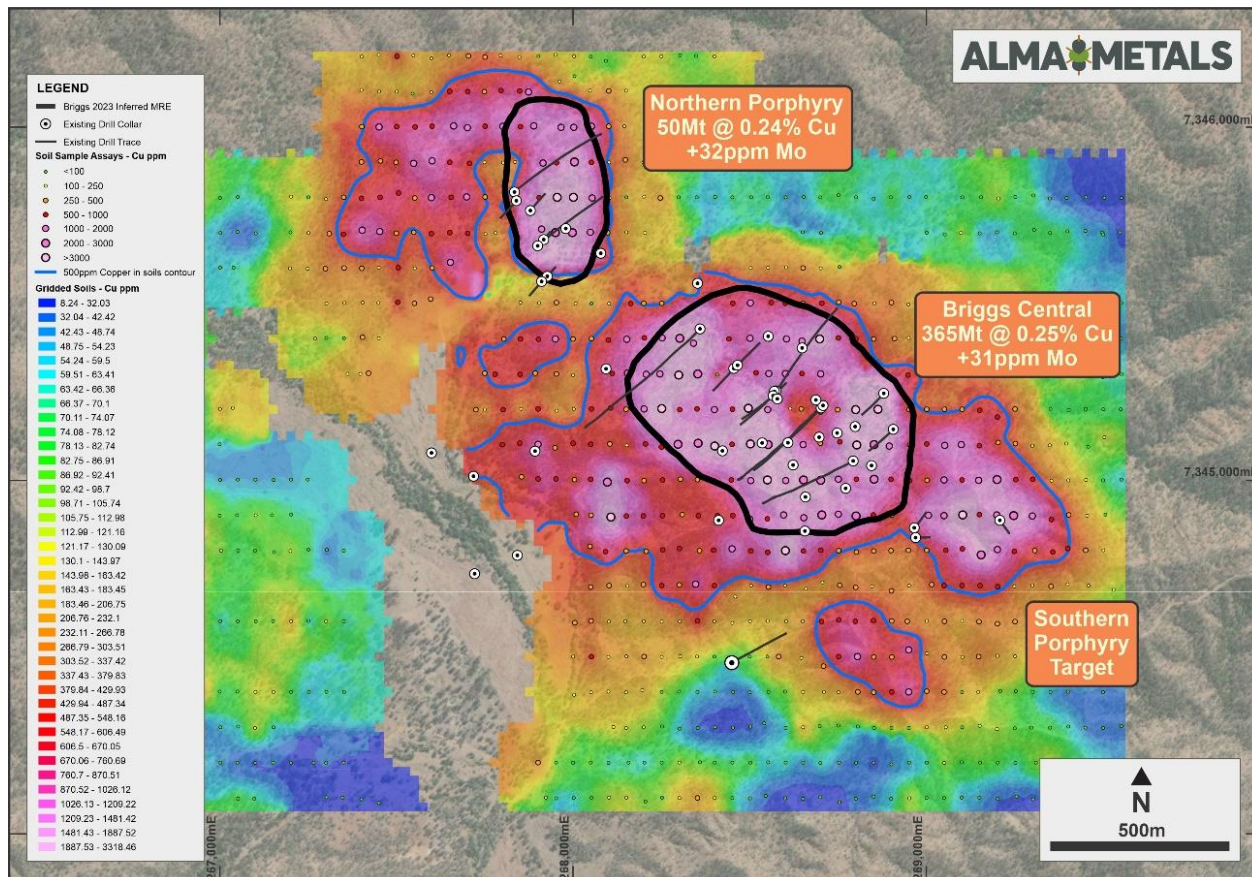 ALMA METALS
LEGEND
Briggs 2023 Inferred MRE
Existing Drill Collar
Existing Drill Trace
Soil Sample Assays - Cu ppm
<100
100 - 250
250 - 500
500 - 1000
1000 - 2000
2000 - 3000
>3000
500ppm Copper in soils contour
Gridded Soils - Cu ppm
8.24 - 32.03
32.04 - 42.42
42.43 - 48.74
48.75 - 54.23
54.24 - 59.5
59.51 - 63.41
63.42 - 66.36
66.37 - 70.1
70.11 - 74.07
74.08 - 78.12
78.13 - 82.74
82.75 - 86.91
86.92 - 92.41
92.42 - 98.7
98.71 - 105.74
105.75 - 112.98
112.99 - 121.16
121.17 - 130.09
130.1 - 143.97
143.98 - 163.42
163.43 - 183.45
183.46 - 206.75
206.76 - 232.1
232.11 - 266.78
266.79 - 303.51
303.52 - 337.42
337.43 - 379.83
379.84 - 429.93
429.94 - 487.34
487.35 - 548.16
548.17 - 606.49
606.5 - 670.05
670.06 - 760.69
760.7 - 870.51
870.52 - 1026.12
1026.13 - 1209.22
1209.23 - 1481.42
1481.43 - 1887.52
1887.53 - 3318.46
Northern Porphyry
50Mt @ 0.24% Cu
+32ppm Mo
7,346,000m
Briggs Central
365Mt @ 0.25% Cu
+31ppm Mo
7,345,000m
Southern
Porphyry
Target
267,000mE
268,000mE
269,000mE
N
500m